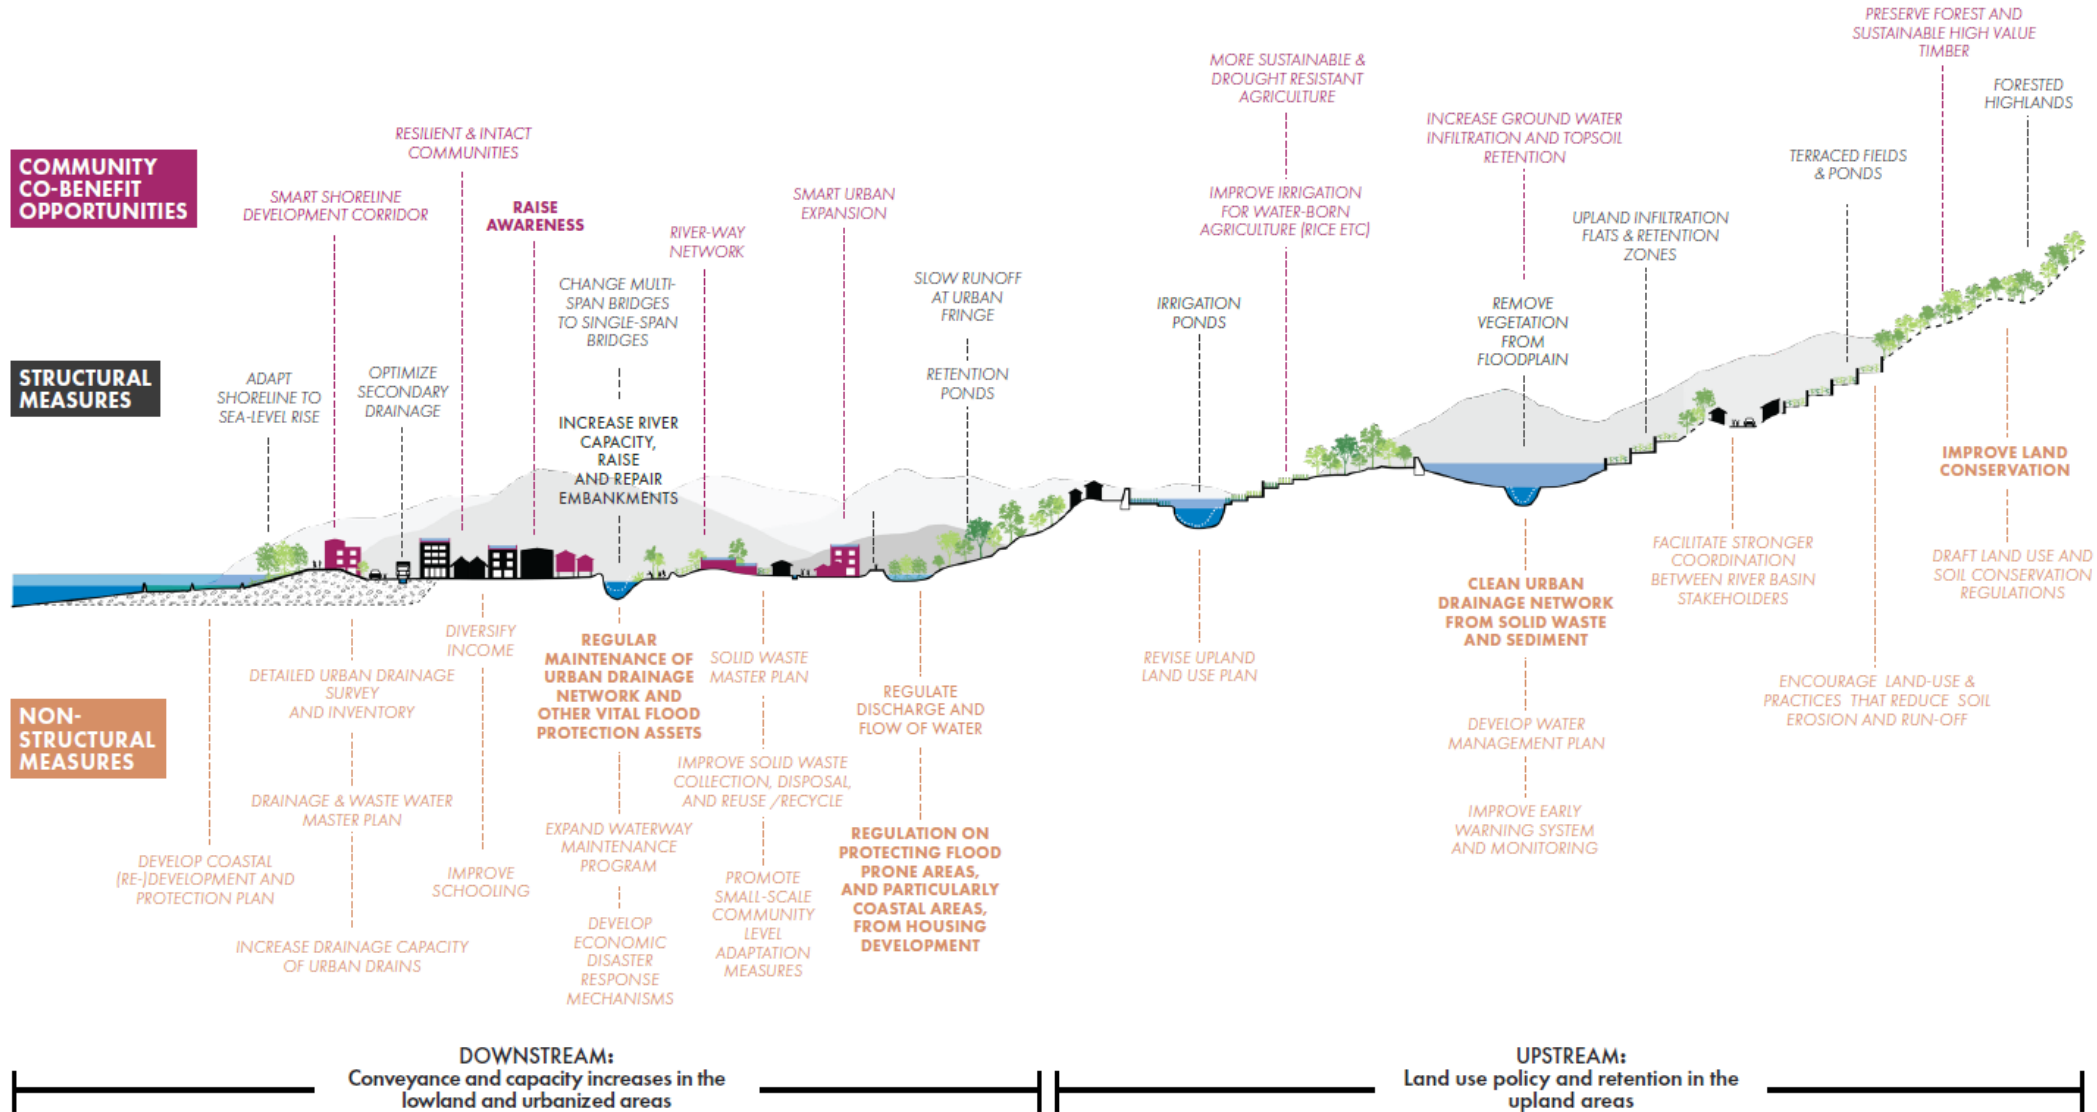 COMMUNITY
CO-BENEFIT
OPPORTUNITIES
SMART SHORELINE
DEVELOPMENT CORRIDOR
RESILIENT & INTACT
COMMUNITIES
RAISE
AWARENESS
RIVER-WAY
NETWORK
SMART URBAN
EXPANSION
MORE SUSTAINABLE &
DROUGHT RESISTANT
AGRICULTURE
IMPROVE IRRIGATION
FOR WATER-BORN
AGRICULTURE (RICE ETC)
INCREASE GROUND WATER
INFILTRATION AND TOPSOIL
RETENTION
PRESERVE FOREST AND
SUSTAINABLE HIGH VALUE
TIMBER
STRUCTURAL
MEASURES
ADAPT
SHORELINE TO
SEA-LEVEL RISE
OPTIMIZE
SECONDARY
DRAINAGE
CHANGE MULTI-
SPAN BRIDGES
TO SINGLE-SPAN
BRIDGES
INCREASE RIVER
CAPACITY,
RAISE
AND REPAIR
EMBANKMENTS
SLOW RUNOFF
AT URBAN
FRINGE
RETENTION
PONDS
IRRIGATION
PONDS
REMOVE
VEGETATION
FROM
FLOODPLAIN
UPLAND INFILTRATION
FLATS & RETENTION
ZONES
TERRACED FIELDS
& PONDS
FORESTED
HIGHLANDS
NON-
STRUCTURAL
MEASURES
DEVELOP COASTAL
(RE-)DEVELOPMENT AND
PROTECTION PLAN
DETAILED URBAN DRAINAGE
SURVEY
AND INVENTORY
DRAINAGE & WASTE WATER
MASTER PLAN
INCREASE DRAINAGE CAPACITY
OF URBAN DRAINS
DIVERSIFY
INCOME
IMPROVE
SCHOOLING
REGULAR
MAINTENANCE OF
URBAN DRAINAGE
NETWORK AND
OTHER VITAL FLOOD
PROTECTION ASSETS
EXPAND WATERWAY
MAINTENANCE
PROGRAM
DEVELOP
ECONOMIC
DISASTER
RESPONSE
MECHANISMS
SOLID WASTE
MASTER PLAN
IMPROVE SOLID WASTE
COLLECTION, DISPOSAL,
AND REUSE /RECYCLE
PROMOTE
SMALL-SCALE
COMMUNITY
LEVEL
ADAPTATION
MEASURES
REGULATE
DISCHARGE AND
FLOW OF WATER
REGULATION ON
PROTECTING FLOOD
PRONE AREAS,
AND PARTICULARLY
COASTAL AREAS,
FROM HOUSING
DEVELOPMENT
REVISE UPLAND
LAND USE PLAN
CLEAN URBAN
DRAINAGE NETWORK
FROM SOLID WASTE
AND SEDIMENT
DEVELOP WATER
MANAGEMENT PLAN
IMPROVE EARLY
WARNING SYSTEM
AND MONITORING
FACILITATE STRONGER
COORDINATION
BETWEEN RIVER BASIN
STAKEHOLDERS
ENCOURAGE LAND-USE &
PRACTICES THAT REDUCE SOIL
EROSION AND RUN-OFF
IMPROVE LAND
CONSERVATION
DRAFT LAND USE AND
SOIL CONSERVATION
REGULATIONS
DOWNSTREAM:
Conveyance and capacity increases in the
lowland and urbanized areas
UPSTREAM:
Land use policy and retention in the
upland areas